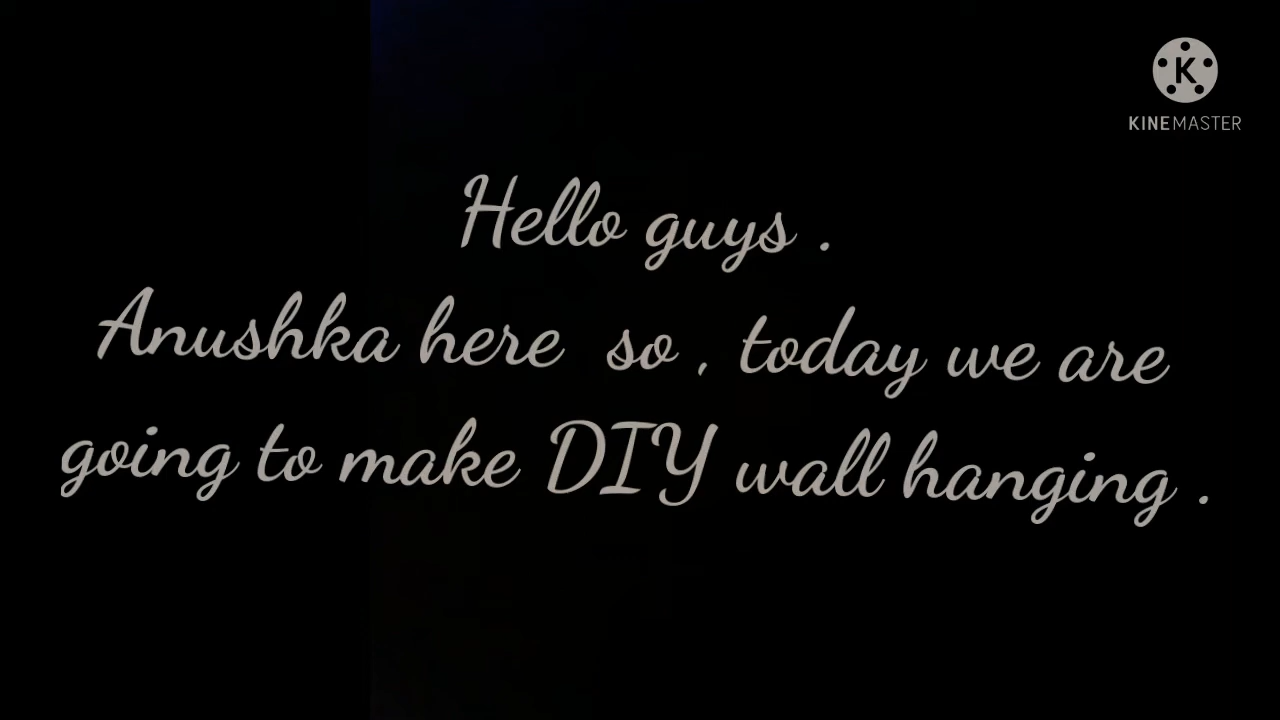 K
KINEMASTER
Hello guys .
Anushka here so , today we are
going to make DIY wall hanging .